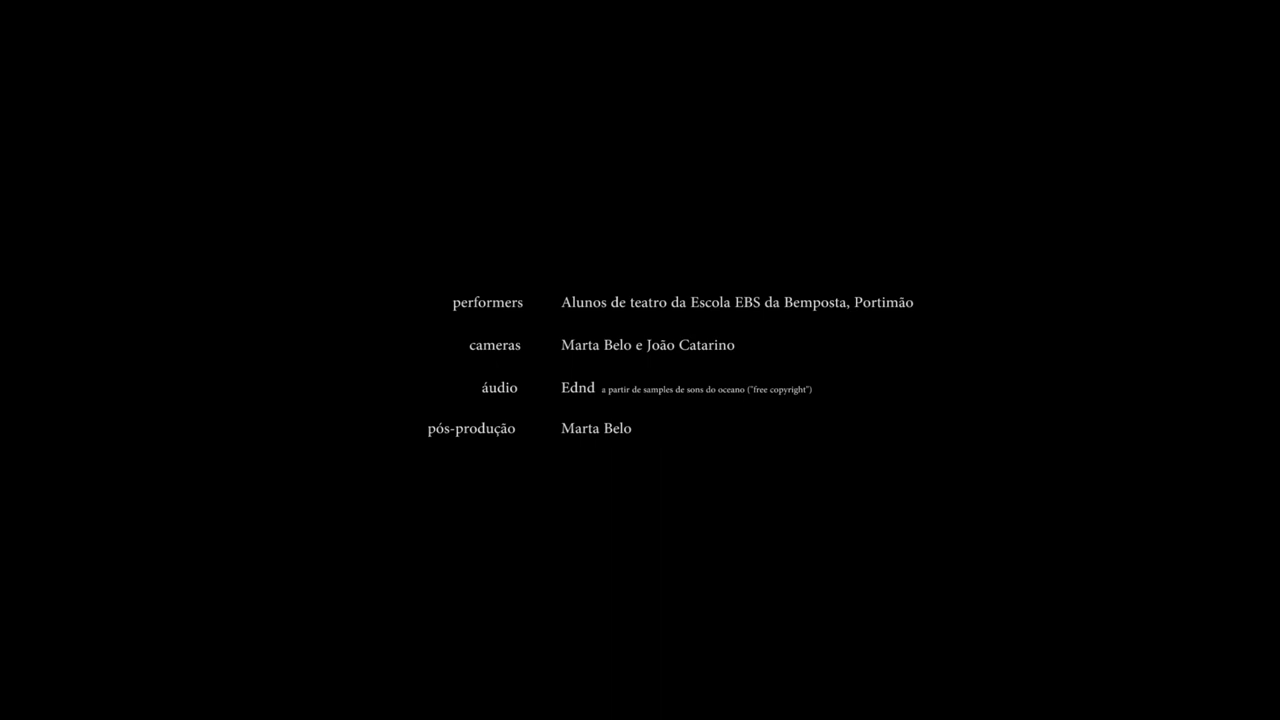 performers Alunos de teatro da Escola EBS da Bemposta, Portimão
cameras Marta Belo e João Catarino
áudio Ednd a partir de samples de sons do oceano ("free copyright")
pós-produção Marta Belo